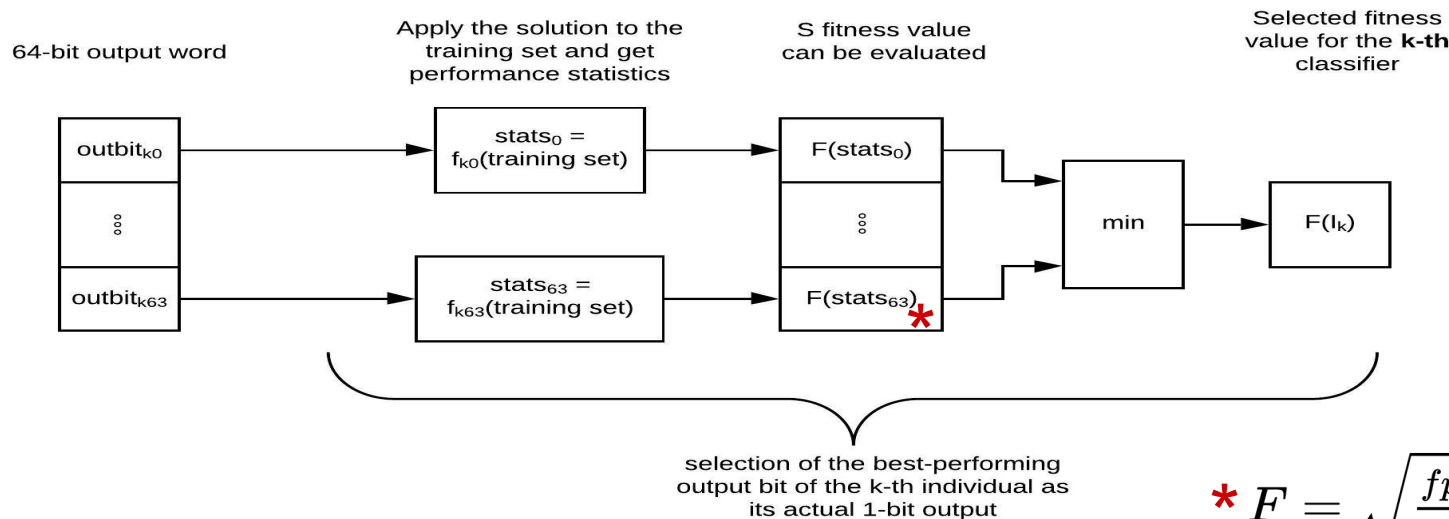 64-bit output word
Apply the solution to the
training set and get
performance statistics
S fitness value
can be evaluated
Selected fitness
value for the k-th
classifier
outbitk0
outbitk63
stats0 =
fk0(training set)
stats63 =
fk63(training set)
F(stats0)
F(stats63)
*
min
F(Ik)
selection of the best-performing
output bit of the k-th individual as
its actual 1-bit output
* F = √ fp